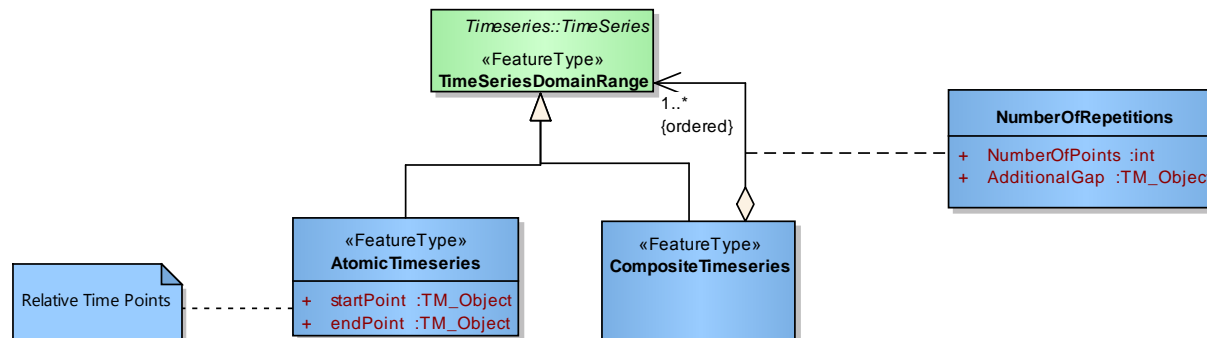 Timeseries::TimeSeries
«FeatureType»
TimeSeriesDomainRange
1..*
{ordered}
NumberOfRepetitions
+ NumberOfPoints :int
+ AdditionalGap :TM_Object
«FeatureType»
AtomicTimeseries
+ startPoint :TM_Object
+ endPoint :TM_Object
«FeatureType»
CompositeTimeseries
Relative Time Points